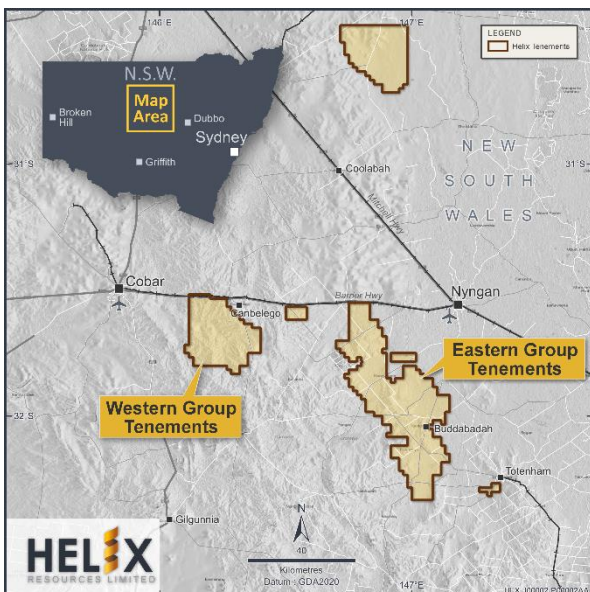 146°E
147°E
LEGEND
Helix Tenements
N.S.W.
Map
Area
Broken
Hill
Dubbo
Sydney
Griffith
31°S
31°S
Coolabah
Mitchell Hwy
NEW
SOUTH
WALES
Cobar
Canbelego
Barrier Hwy
Nyngan
Western Group
Tenements
Eastern Group
Tenements
32°S
32°S
Buddabadah
Totenham
Gilgunnia
N
40
Kilometres
Datum : GDA2020
147°E
HELIX
RESOURCES LIMITED